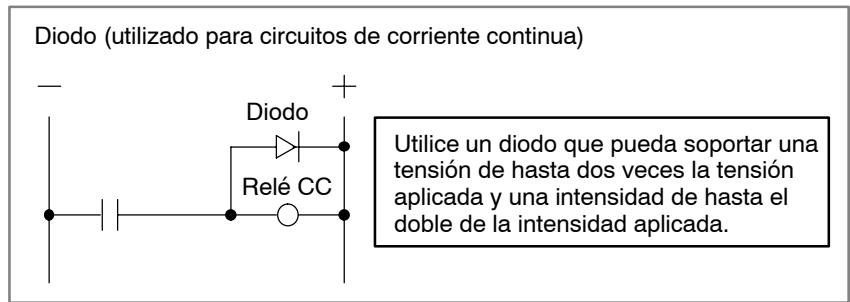 Diodo (utilizado para circuitos de corriente continua)
— +
Diodo
Relé CC
Utilice un diodo que pueda soportar una
tensión de hasta dos veces la tensión
aplicada y una intensidad de hasta el
doble de la intensidad aplicada.